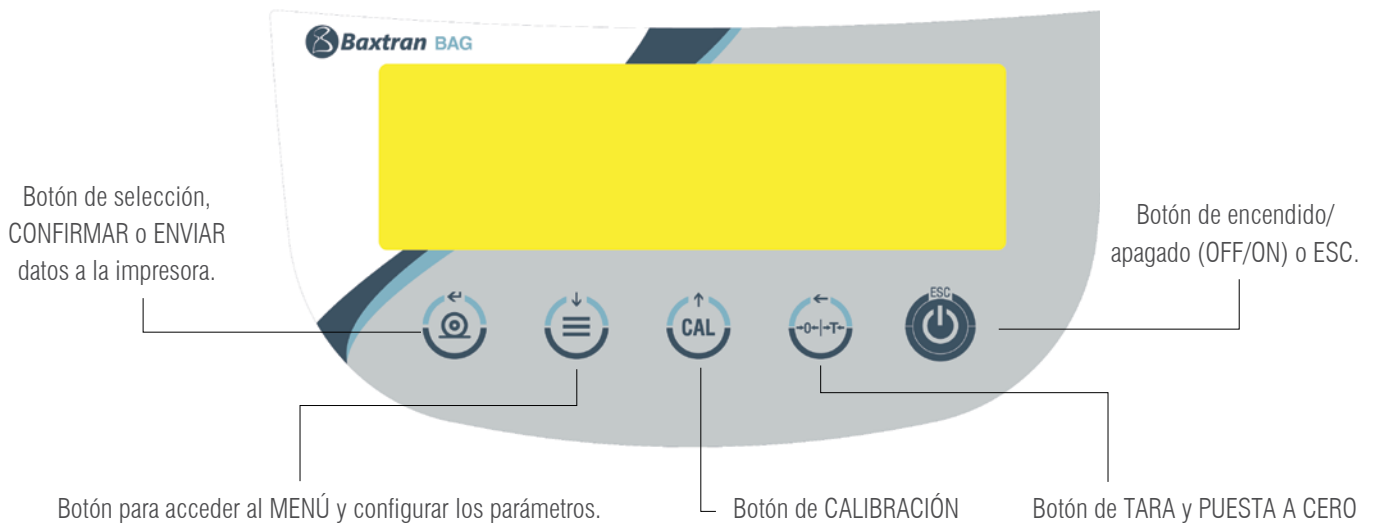 Baxtran BAG
Botón de selección,
CONFIRMAR o ENVIAR
datos a la impresora.
Botón de encendido/
apagado (OFF/ON) o ESC.
ESC
CAL
→0←|→T←
Botón para acceder al MENÚ y configurar los parámetros.
Botón de CALIBRACIÓN
Botón de TARA y PUESTA A CERO